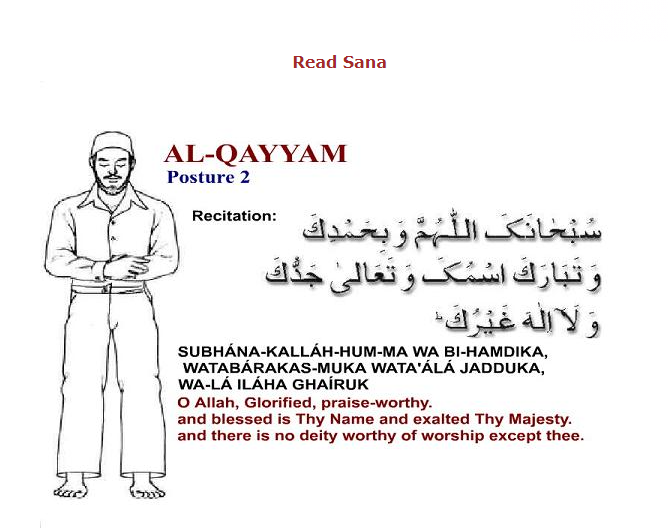 Read Sana
AL-QAYYAM
Posture 2
Recitation:
سُبْحَانَكَ اللّٰهُمَّ وَ بِحَمْدِكَ
وَ تَبَارَكَ اسْمُكَ وَ تَعَالٰى جَدُّكَ
وَ لَآ اِلٰهَ غَيْرُكَ ؕ
SUBHÁNA-KALLÁH-HUM-MA WA BI-HAMDIKA,
WATABÁRAKAS-MUKA WATA'ÁLÁ JADDUKA,
WA-LÁ ILÁHA GHAÍRUK
O Allah, Glorified, praise-worthy.
and blessed is Thy Name and exalted Thy Majesty.
and there is no deity worthy of worship except thee.